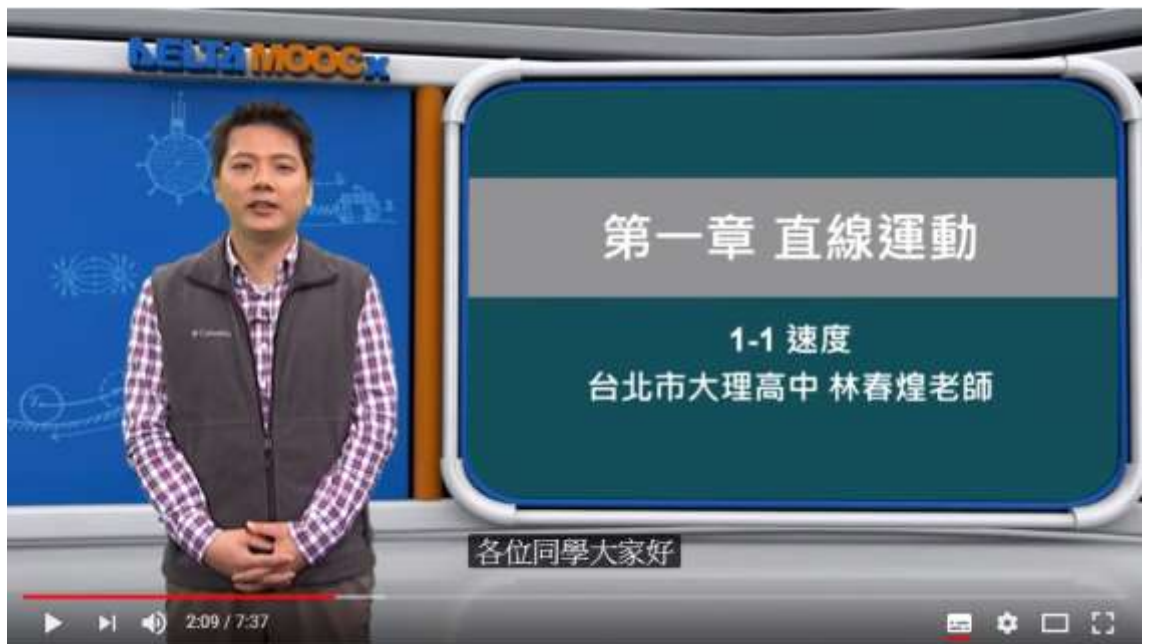 DELTA MOOCx
第一章 直線運動
1-1 速度
台北市大理高中 林春煌老師
Columbia
各位同學大家好
2:09 / 7:37